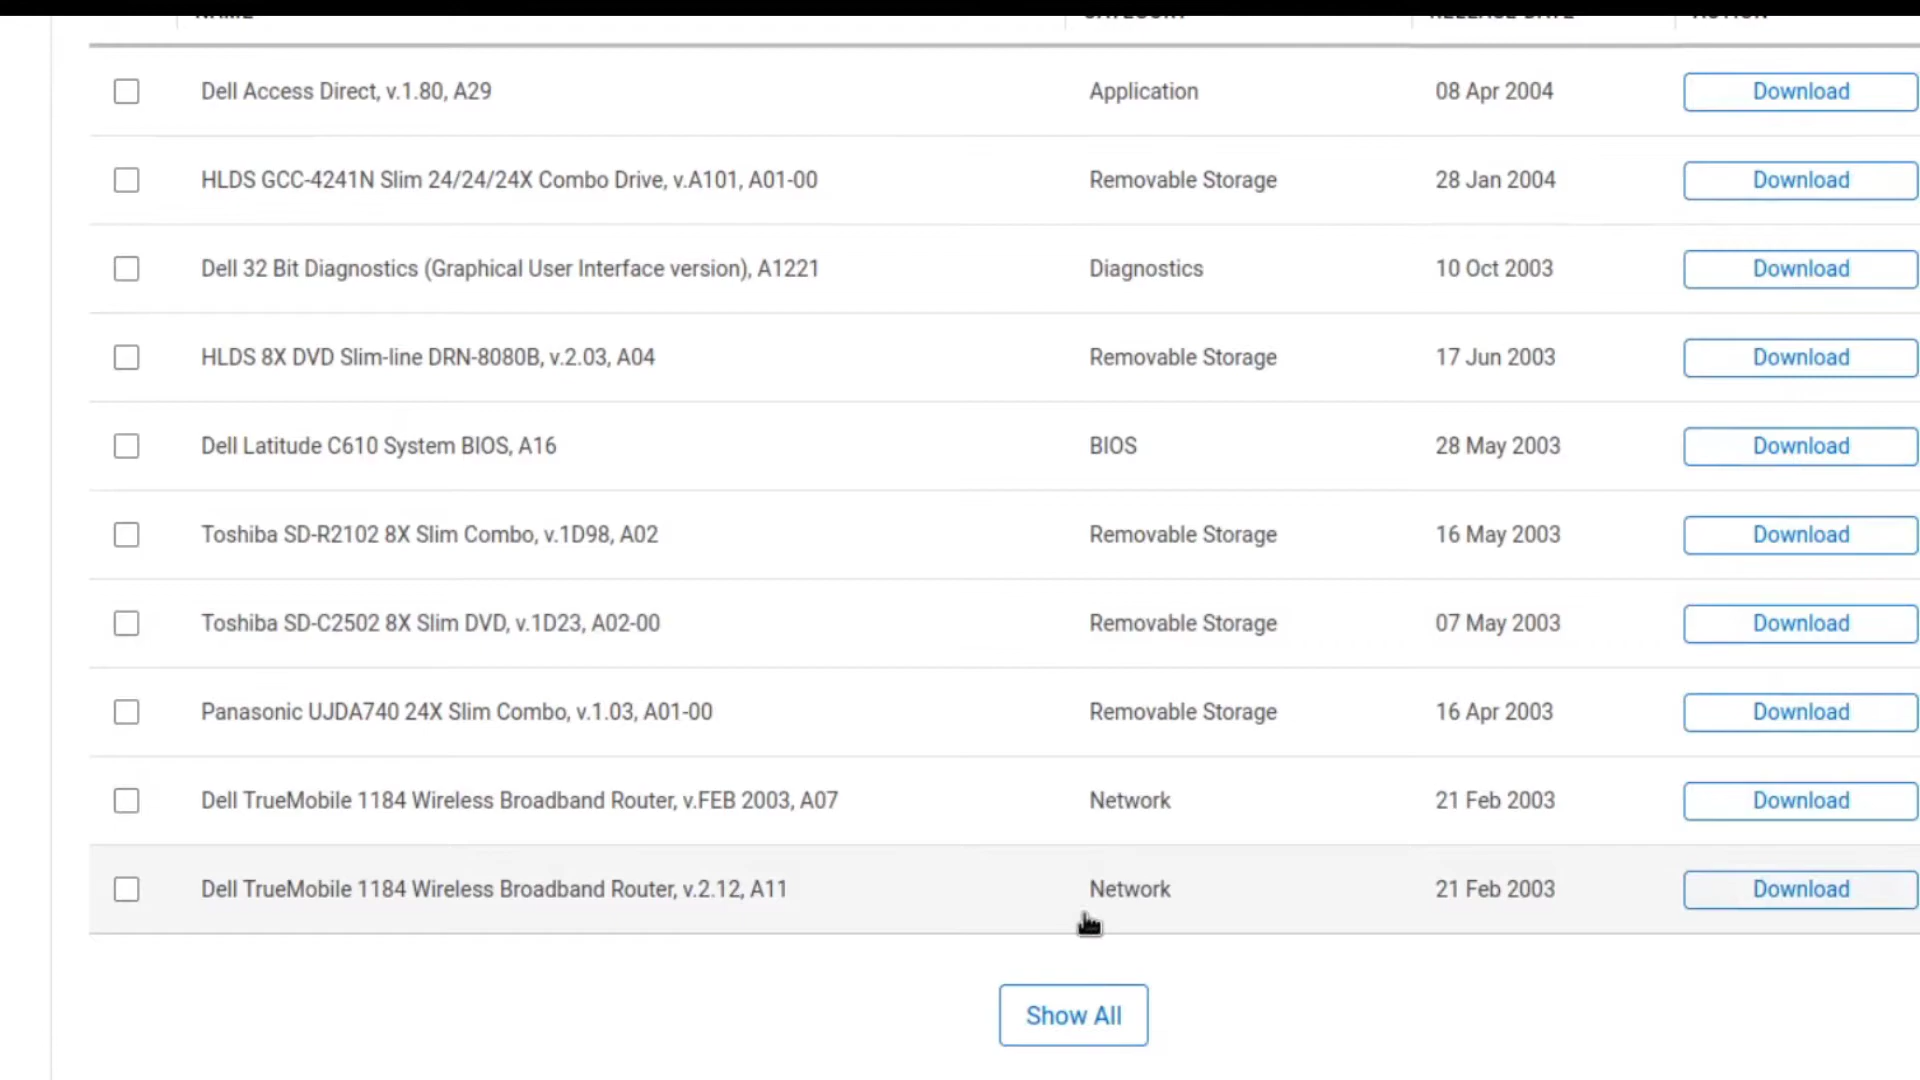 NAME CATEGORY RELEASE DATE ACTION
Dell Access Direct, v.1.80, A29 Application 08 Apr 2004 Download
HLDS GCC-4241N Slim 24/24/24X Combo Drive, v.A101, A01-00 Removable Storage 28 Jan 2004 Download
Dell 32 Bit Diagnostics (Graphical User Interface version), A1221 Diagnostics 10 Oct 2003 Download
HLDS 8X DVD Slim-line DRN-8080B, v.2.03, A04 Removable Storage 17 Jun 2003 Download
Dell Latitude C610 System BIOS, A16 BIOS 28 May 2003 Download
Toshiba SD-R2102 8X Slim Combo, v.1D98, A02 Removable Storage 16 May 2003 Download
Toshiba SD-C2502 8X Slim DVD, v.1D23, A02-00 Removable Storage 07 May 2003 Download
Panasonic UJDA740 24X Slim Combo, v.1.03, A01-00 Removable Storage 16 Apr 2003 Download
Dell TrueMobile 1184 Wireless Broadband Router, v.FEB 2003, A07 Network 21 Feb 2003 Download
Dell TrueMobile 1184 Wireless Broadband Router, v.2.12, A11 Network 21 Feb 2003 Download
Show All